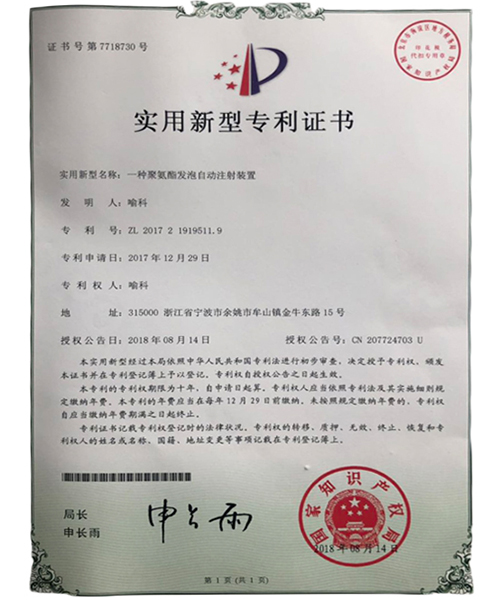 证书号第7718730号
实用新型专利证书
实用新型名称：一种聚氨酯发泡自动注射装置
发明人：喻科
专利号：ZL 2017 2 1919511.9
专利申请日：2017年12月29日
专利权人：喻科
地址：315000 浙江省宁波市余姚市牟山镇金牛东路15号
授权公告日：2018年08月14日 授权公告号：CN 207724703 U
本实用新型经过本局依照中华人民共和国专利法进行初步审查，决定授予专利权，颁发
本证书并在专利登记簿上予以登记。专利权自授权公告之日起生效。
本专利的专利权期限为十年，自申请日起算。专利权人应当依照专利法及其实施细则规
定缴纳年费。本专利的年费应当在每年12月29日前缴纳。未按照规定缴纳年费的，专利权
自应当缴纳年费期满之日起终止。
专利证书记载专利权登记时的法律状况。专利权的转移、质押、无效、终止、恢复和专
利权人的姓名或名称、国籍、地址变更等事项记载在专利登记簿上。
局长
申长雨
申长雨
国家知识产权局
2018年08月14日
第 1 页 (共 1 页)